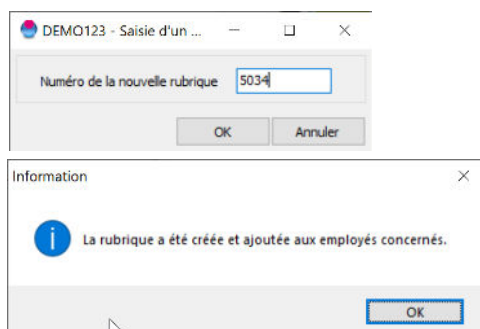 DEMO123 - Saisie d'un ...
Numéro de la nouvelle rubrique 5034
OK Annuler
Information
La rubrique a été créée et ajoutée aux employés concernés.
OK